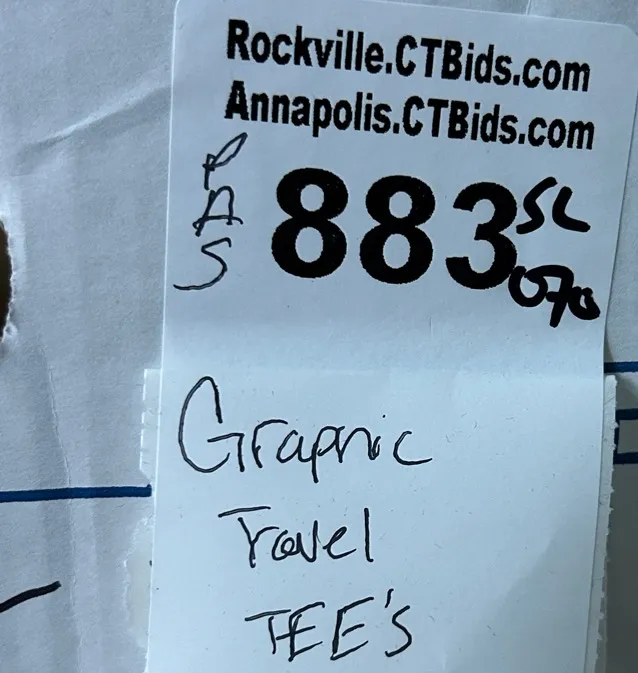 Rockville.CTBids.com
Annapolis.CTBids.com
PAS
883 SL
070
Graphic
Travel
TEE'S